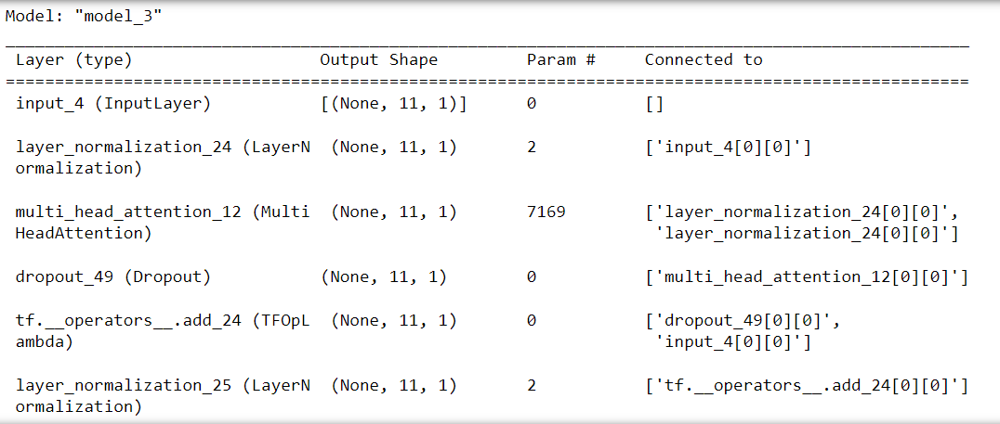 Model: "model_3"
Layer (type) Output Shape Param # Connected to
input_4 (InputLayer) [(None, 11, 1)] 0 []
layer_normalization_24 (LayerN (None, 11, 1) 2 ['input_4[0][0]']
ormalization)
multi_head_attention_12 (Multi (None, 11, 1) 7169 ['layer_normalization_24[0][0]',
HeadAttention) 'layer_normalization_24[0][0]']
dropout_49 (Dropout) (None, 11, 1) 0 ['multi_head_attention_12[0][0]']
tf.__operators__.add_24 (TFOpL (None, 11, 1) 0 ['dropout_49[0][0]',
ambda) 'input_4[0][0]']
layer_normalization_25 (LayerN (None, 11, 1) 2 ['tf.__operators__.add_24[0][0]']
ormalization)